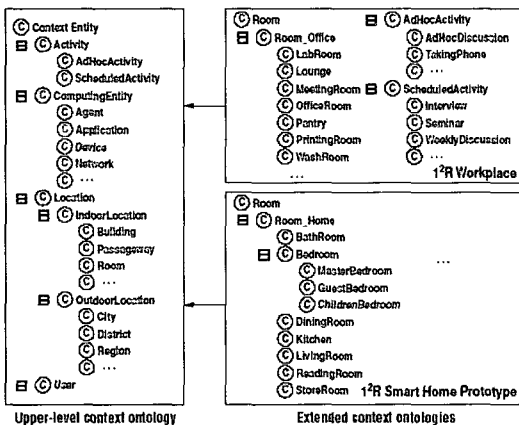 Context Entity
Activity
AdHocActivity
ScheduledActivity
ComputingEntity
Agent
Application
Device
Network
...
Location
IndoorLocation
Building
Passageway
Room
...
OutdoorLocation
City
District
Region
...
User
Upper-level context ontology
Room
Room_Office
LabRoom
Lounge
MeetingRoom
OfficeRoom
Pantry
PrintingRoom
WashRoom
...
AdHocActivity
AdHocDiscussion
TakingPhone
...
ScheduledActivity
Interview
Seminar
WeeklyDiscussion
...
I²R Workplace
Room
Room_Home
BathRoom
Bedroom
MasterBedroom
GuestBedroom
ChildrenBedroom
DiningRoom
Kitchen
LivingRoom
ReadingRoom
StoreRoom
...
I²R Smart Home Prototype
Extended context ontologies